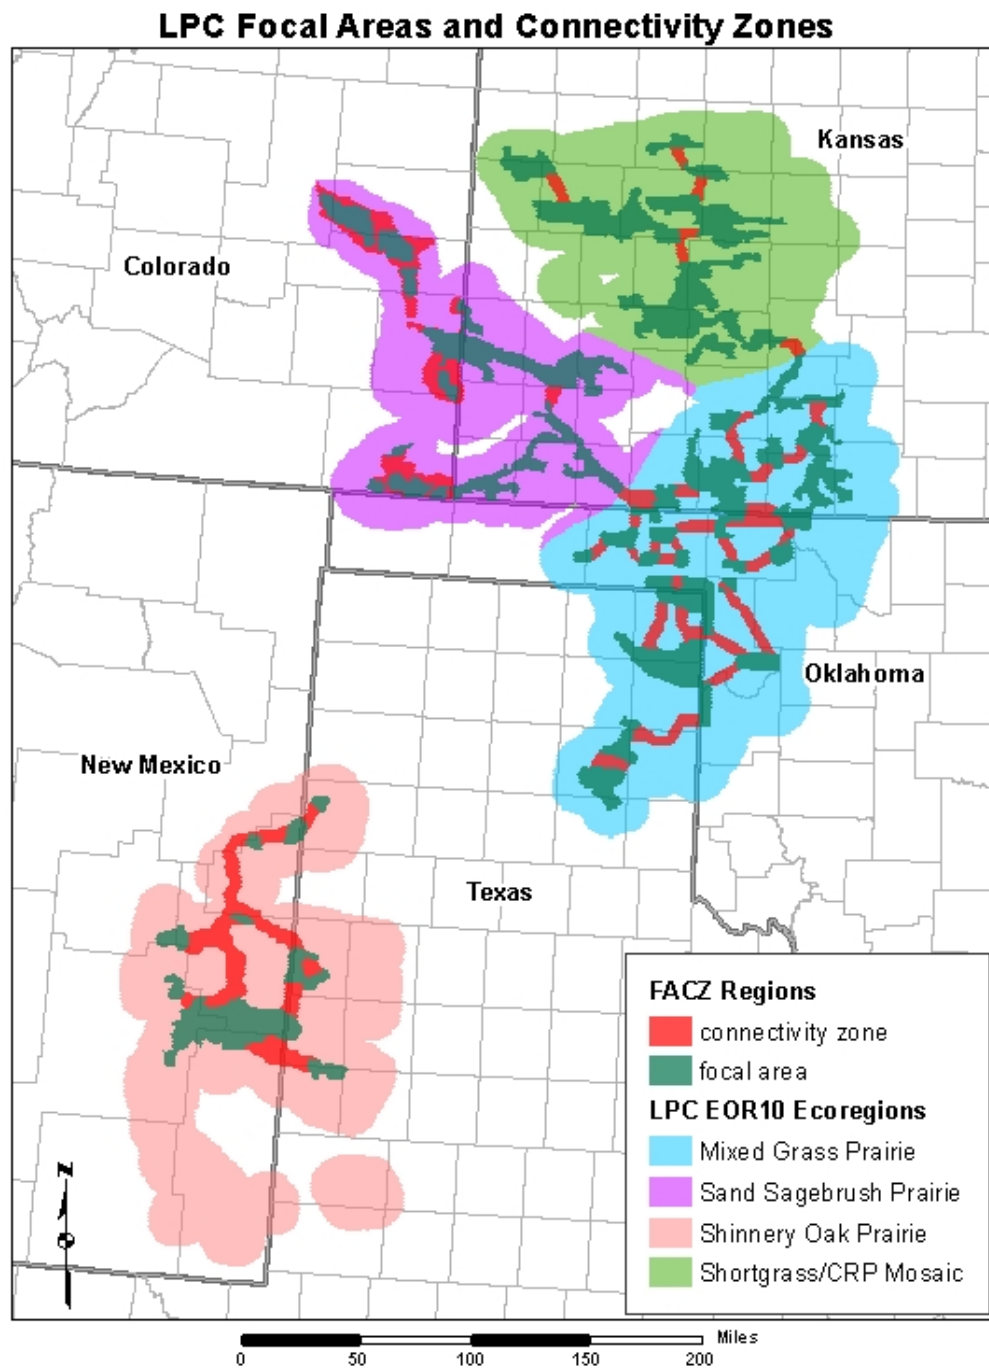 LPC Focal Areas and Connectivity Zones
Kansas
Colorado
Oklahoma
New Mexico
Texas
FACZ Regions
connectivity zone
focal area
LPC EOR10 Ecoregions
Mixed Grass Prairie
Sand Sagebrush Prairie
Shinnery Oak Prairie
Shortgrass/CRP Mosaic
N
Miles
0 50 100 150 200